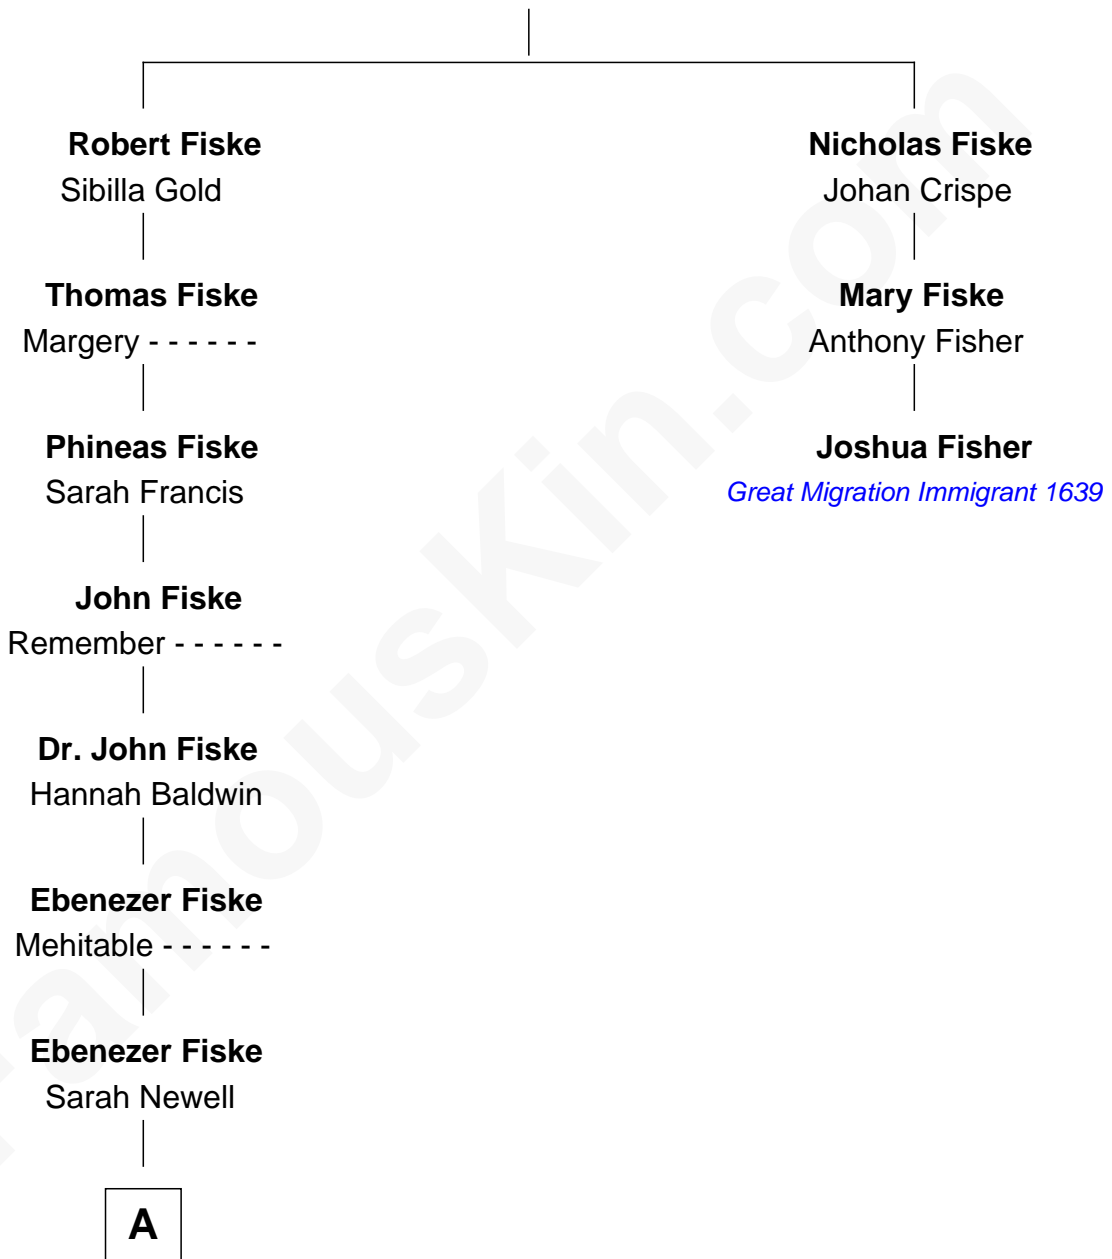 Robert Fiske
Sibilla Gold
Nicholas Fiske
Johan Crispe
Thomas Fiske
Margery - - - - - -
Mary Fiske
Anthony Fisher
Phineas Fiske
Sarah Francis
Joshua Fisher
Great Migration Immigrant 1639
John Fiske
Remember - - - - - -
Dr. John Fiske
Hannah Baldwin
Ebenezer Fiske
Mehitable - - - - - -
Ebenezer Fiske
Sarah Newell
A
FamousKin.com